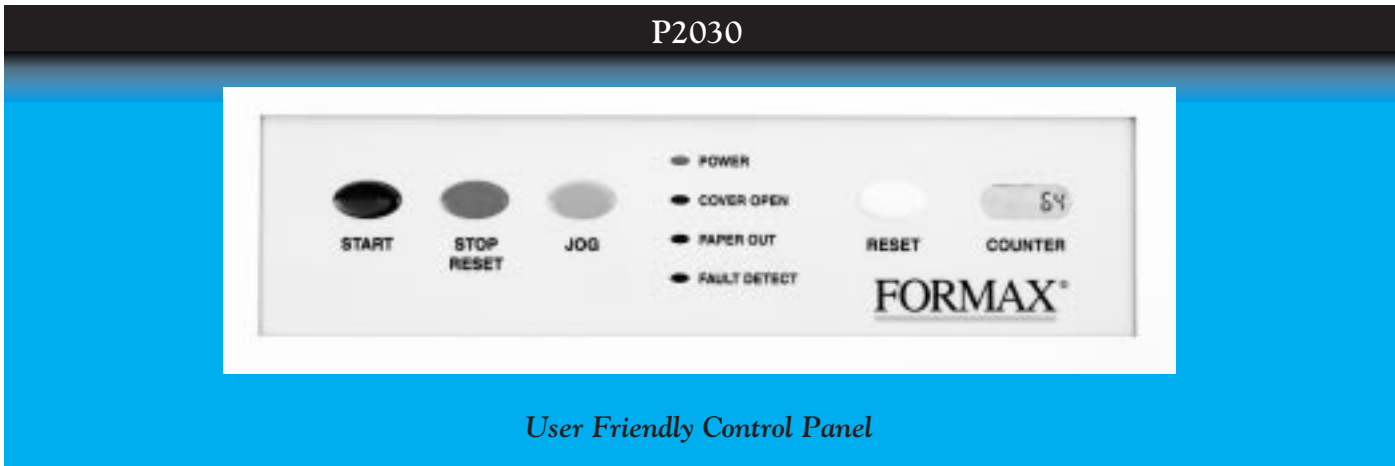 P2030
POWER
COVER OPEN
PAPER OUT
FAULT DETECT
START
STOP
RESET
JOG
RESET
64
COUNTER
FORMAX®
User Friendly Control Panel